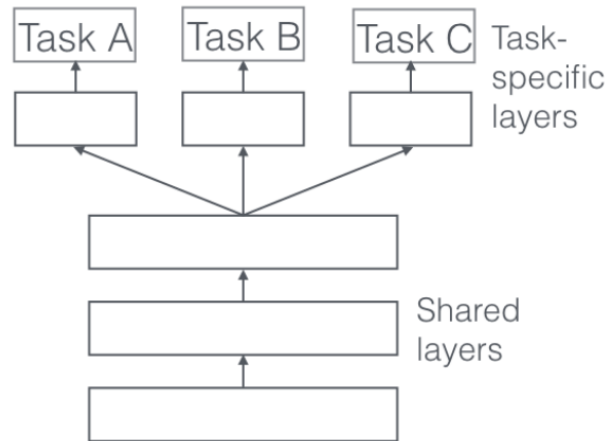 Task A
Task B
Task C
Task-
specific
layers
Shared
layers